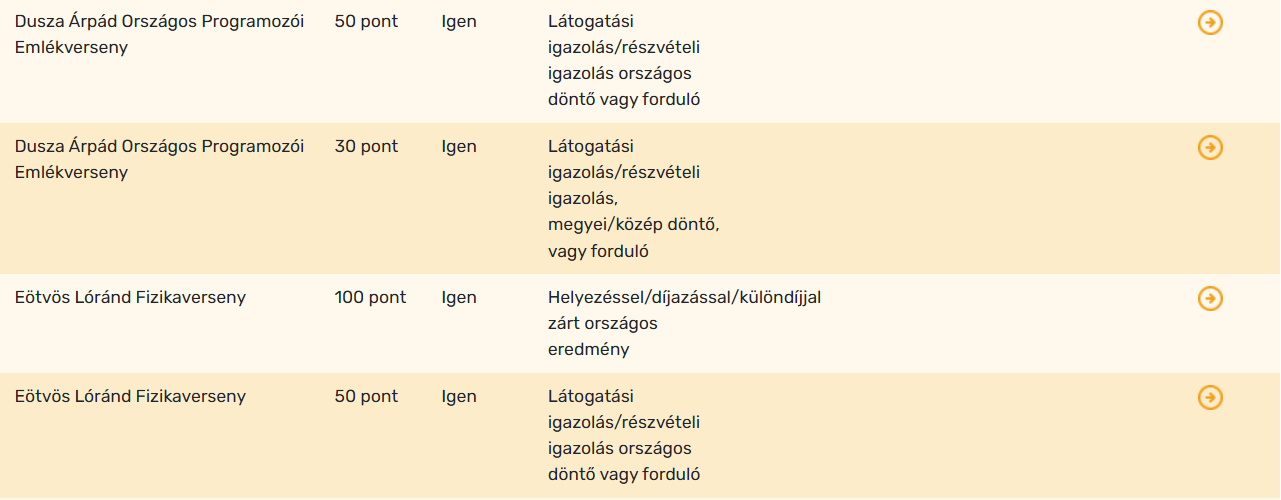 Dusza Árpád Országos Programozói 50 pont Igen Látogatási
Emlékverseny igazolás/részvételi
igazolás országos
döntő vagy forduló
Dusza Árpád Országos Programozói 30 pont Igen Látogatási
Emlékverseny igazolás/részvételi
igazolás,
megyei/közép döntő,
vagy forduló
Eötvös Lóránd Fizikaverseny 100 pont Igen Helyezéssel/díjazással/különdíjjal
zárt országos
eredmény
Eötvös Lóránd Fizikaverseny 50 pont Igen Látogatási
igazolás/részvételi
igazolás országos
döntő vagy forduló